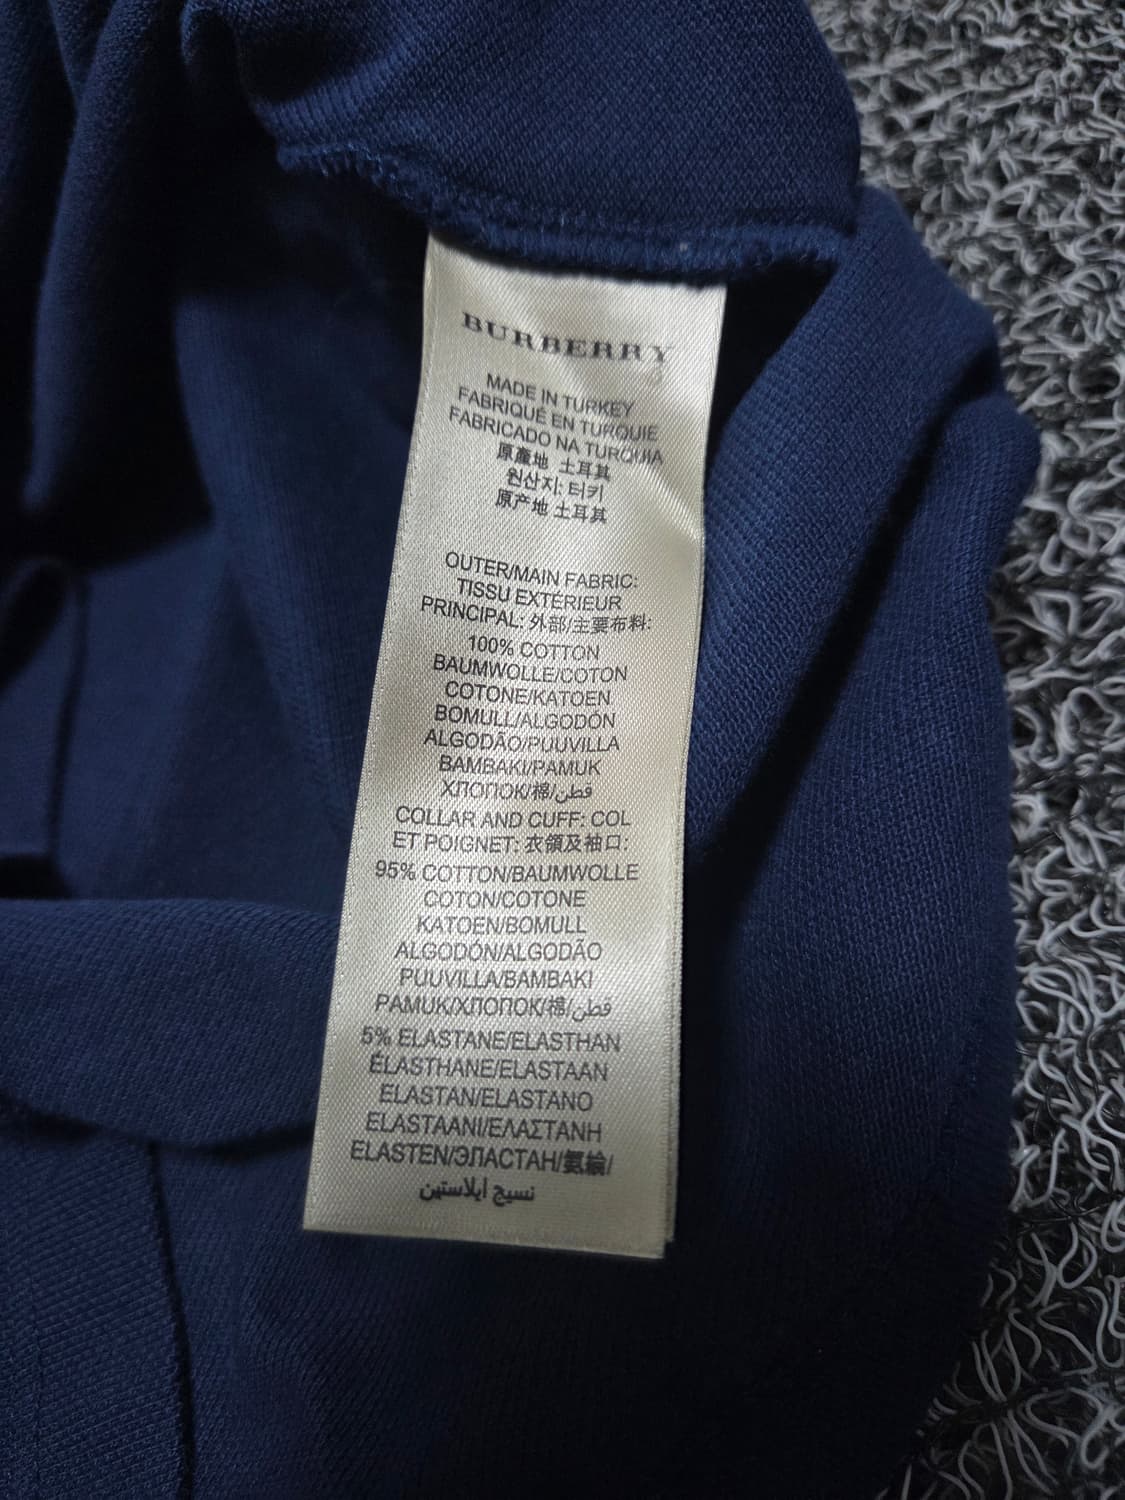 BURBERRY
MADE IN TURKEY
FABRIQUÉ EN TURQUIE
FABRICADO NA TURQUIA
原產地 土耳其
원산지: 터키
原产地 土耳其
OUTER/MAIN FABRIC:
TISSU EXTERIEUR
PRINCIPAL: 外部/主要布料:
100% COTTON
BAUMWOLLE/COTON
COTONE/KATOEN
BOMULL/ALGODÓN
ALGODÃO/PUUVILLA
BAMBAKI/PAMUK
ХЛОПОК/棉/قطن
COLLAR AND CUFF: COL
ET POIGNET: 衣領及袖口:
95% COTTON/BAUMWOLLE
COTON/COTONE
KATOEN/BOMULL
ALGODÓN/ALGODÃO
PUUVILLA/BAMBAKI
PAMUK/ХЛОПОК/棉/قطن
5% ELASTANE/ELASTHAN
ÉLASTHANE/ELASTAAN
ELASTAN/ELASTANO
ELASTAANI/ΕΛΑΣΤΑΝΗ
ELASTEN/ЭЛАСТАН/氨綸/
نسيج إيلاستين